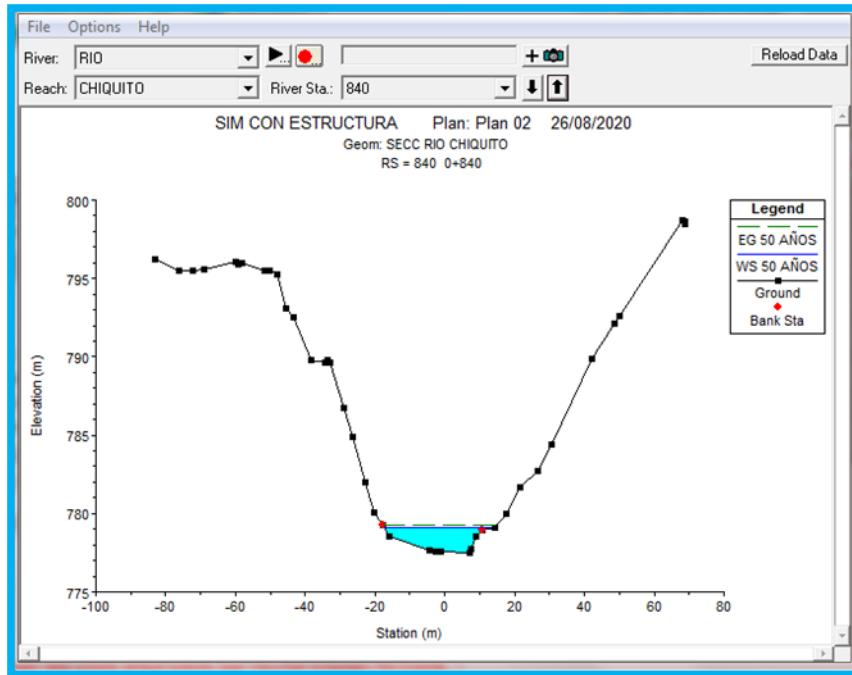 File Options Help
River: RIO ... ... + Reload Data
Reach: CHIQUITO River Sta.: 840
SIM CON ESTRUCTURA Plan: Plan 02 26/08/2020
Geom: SECC RIO CHIQUITO
RS = 840 0+840
800
795
790
785
780
775
Elevation (m)
-100 -80 -60 -40 -20 0 20 40 60 80
Station (m)
Legend
EG 50 AÑOS
WS 50 AÑOS
Ground
Bank Sta